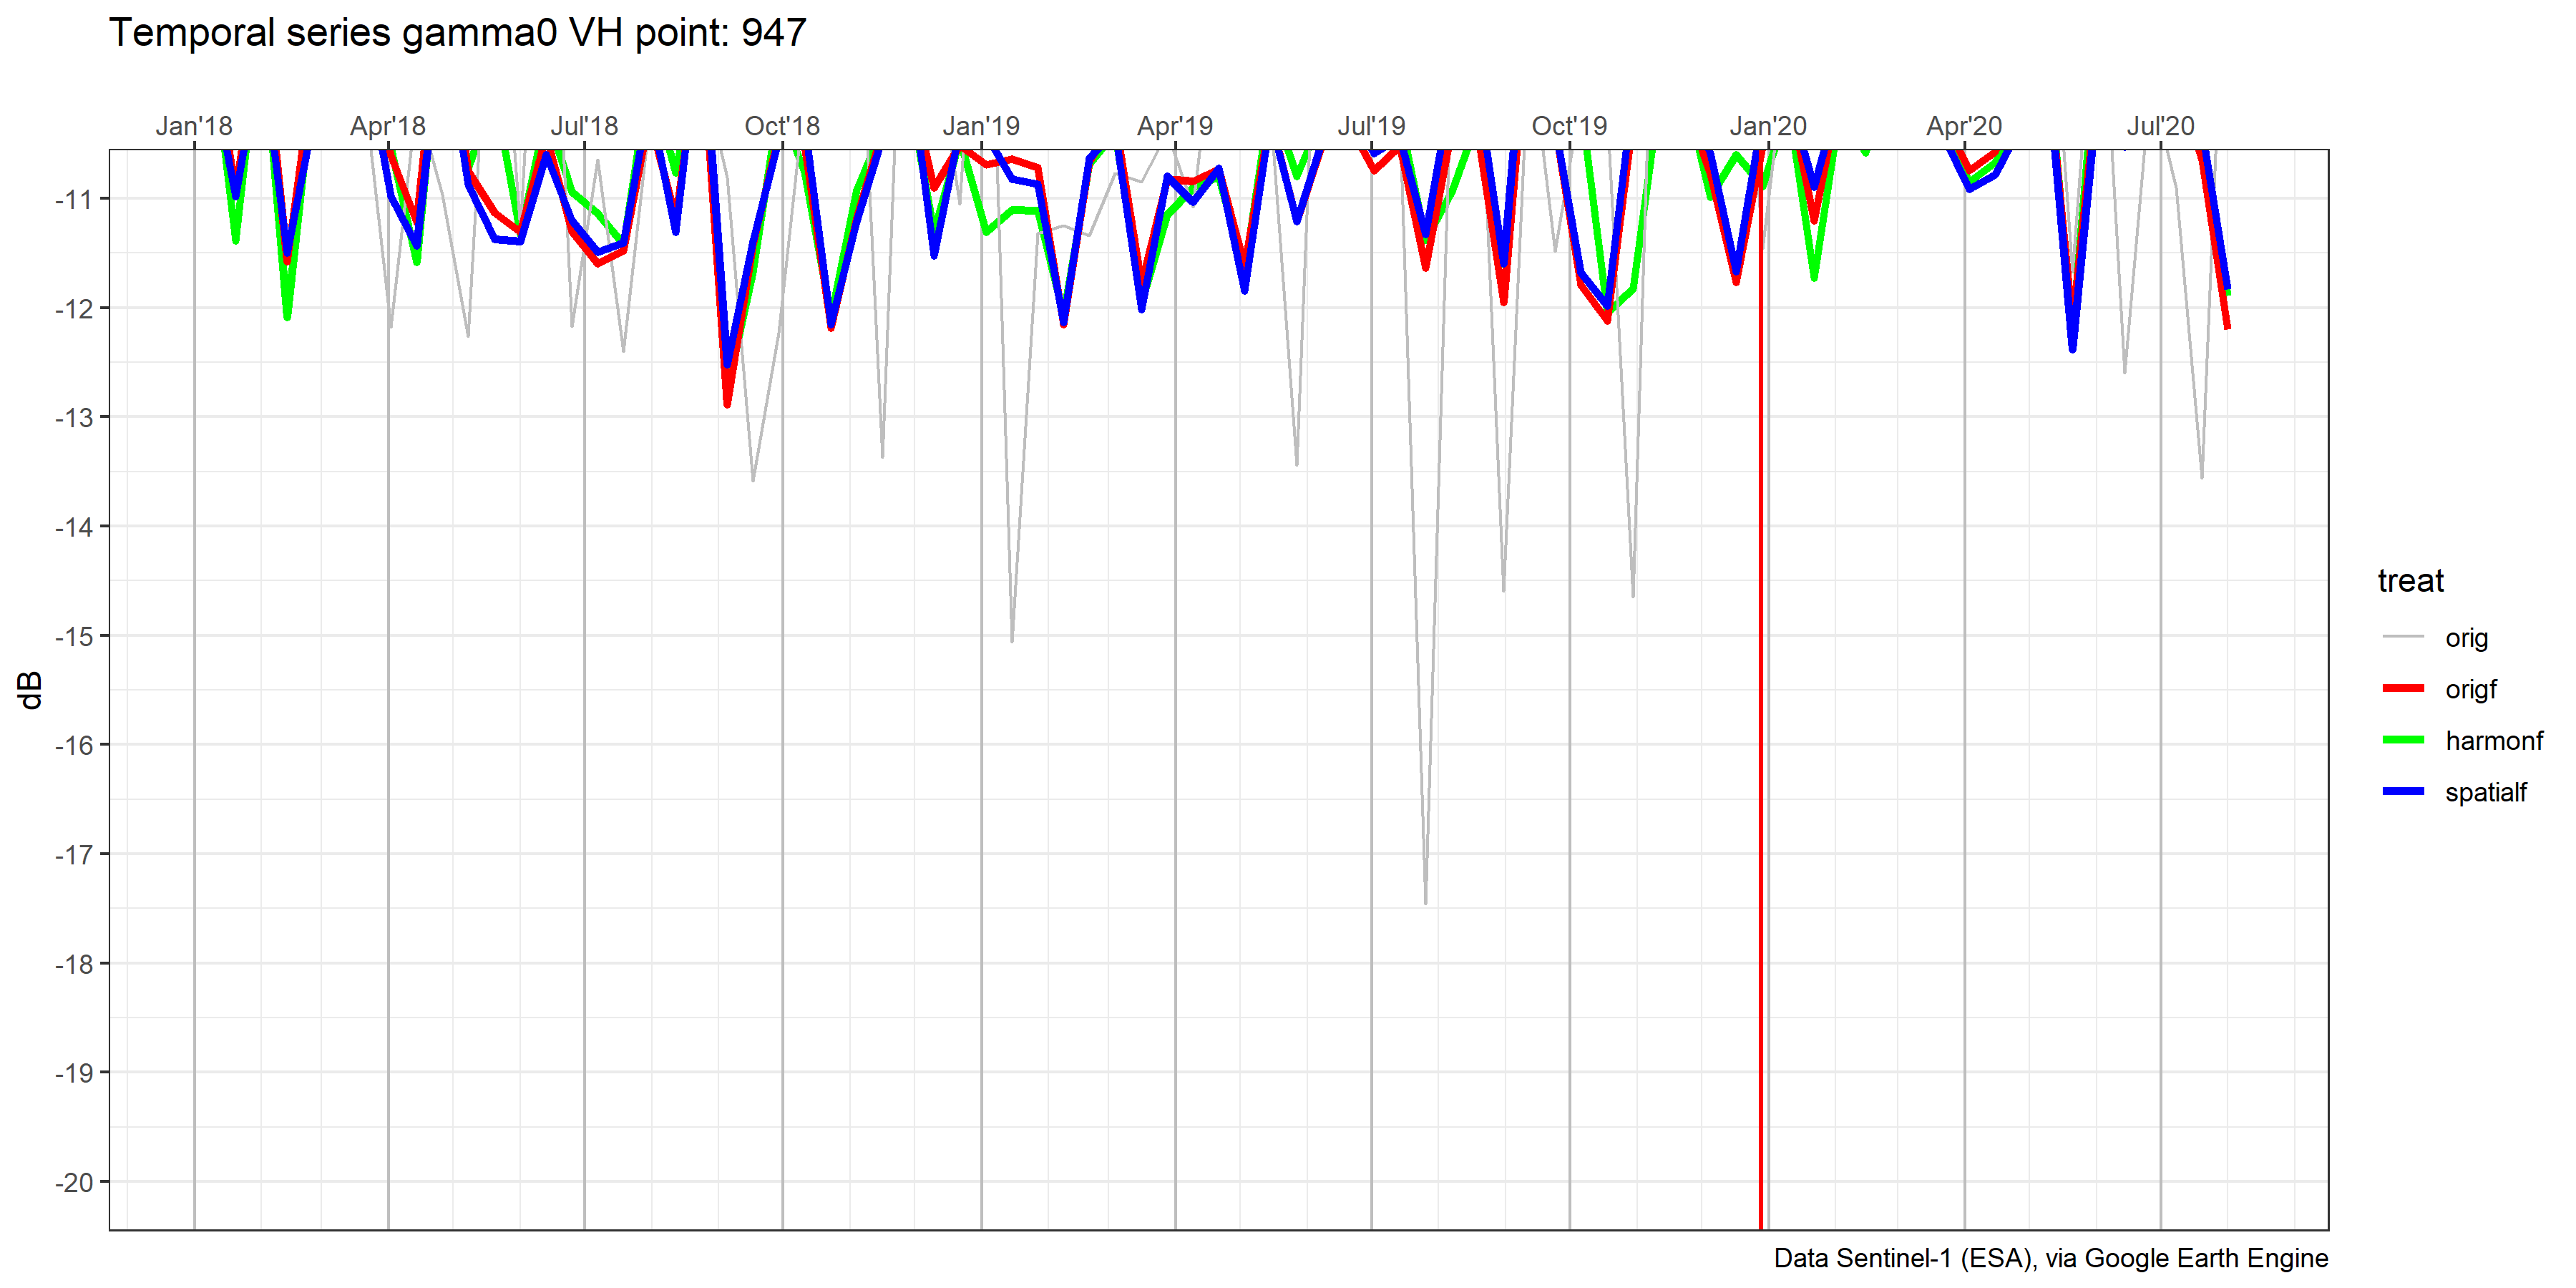 Temporal series gamma0 VH point: 947
Jan'18 Apr'18 Jul'18 Oct'18 Jan'19 Apr'19 Jul'19 Oct'19 Jan'20 Apr'20 Jul'20
-11
-12
-13
-14
-15
-16
-17
-18
-19
-20
dB
treat
orig
origf
harmonf
spatialf
Data Sentinel-1 (ESA), via Google Earth Engine